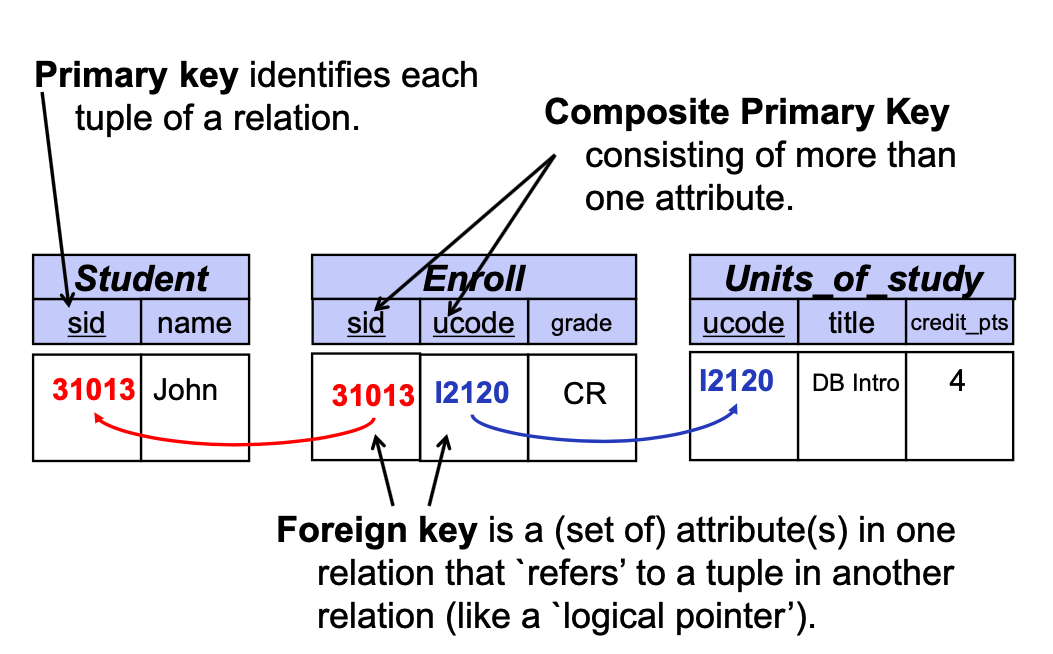 Primary key identifies each
tuple of a relation.
Composite Primary Key
consisting of more than
one attribute.
Student
sid name
31013 John
Enroll
sid ucode grade
31013 I2120 CR
Units_of_study
ucode title credit_pts
I2120 DB Intro 4
Foreign key is a (set of) attribute(s) in one
relation that `refers’ to a tuple in another
relation (like a `logical pointer’).